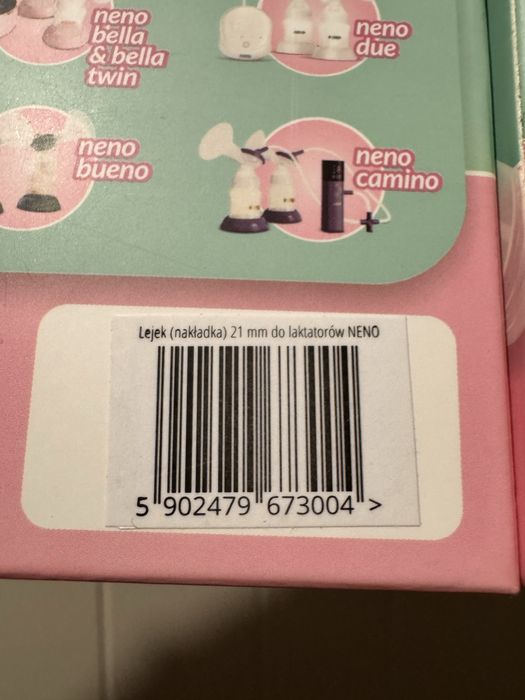 neno
bella
& bella
twin
neno
due
neno
bueno
neno
camino
Lejek (nakładka) 21 mm do laktatorów NENO
5 902479 673004 >